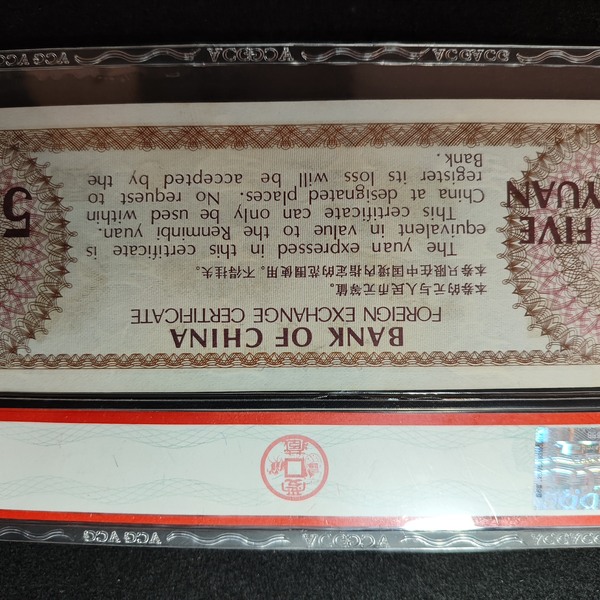 BANK OF CHINA
FOREIGN EXCHANGE CERTIFICATE
本券的元与人民币元等值。
本券只限在中国境内指定的范围使用。不得挂失。
The yuan expressed in this certificate is
equivalent in value to the Renminbi yuan.
This certificate can only be used within
China at designated places. No request to
register its loss will be accepted by the
Bank.
FIVE
YUAN
5